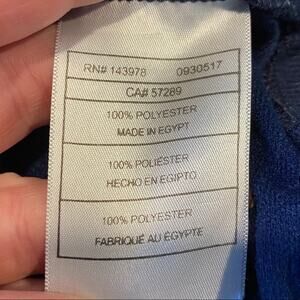 RN# 143978 0930517
CA# 57289
100% POLYESTER
MADE IN EGYPT
100% POLIÉSTER
HECHO EN EGIPTO
100% POLYESTER
FABRIQUÉ AU ÉGYPTE